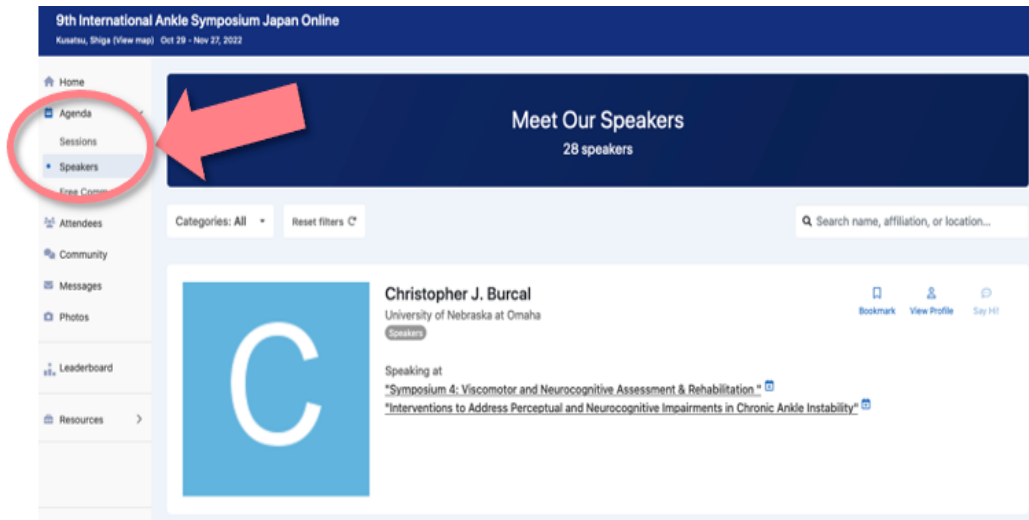 9th International Ankle Symposium Japan Online
Kusatsu, Shiga (View map) Oct 29 - Nov 27, 2022
Home
Agenda
Sessions
Speakers
Free Comm
Attendees
Community
Messages
Photos
Leaderboard
Resources
Meet Our Speakers
28 speakers
Categories: All
Reset filters
Search name, affiliation, or location...
C
Christopher J. Burcal
University of Nebraska at Omaha
Speakers
Bookmark View Profile Say Hi!
Speaking at
"Symposium 4: Viscomotor and Neurocognitive Assessment & Rehabilitation "
"Interventions to Address Perceptual and Neurocognitive Impairments in Chronic Ankle Instability"